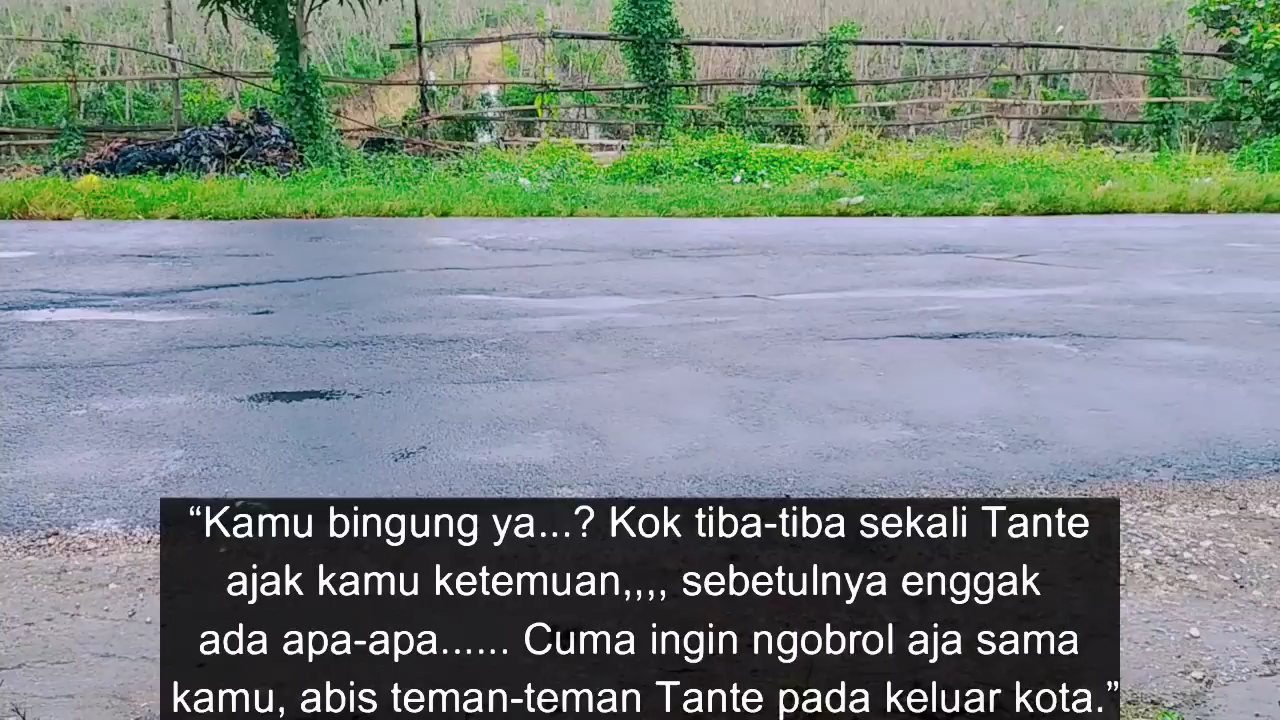 “Kamu bingung ya...? Kok tiba-tiba sekali Tante
ajak kamu ketemuan,,,, sebetulnya enggak
ada apa-apa...... Cuma ingin ngobrol aja sama
kamu, abis teman-teman Tante pada keluar kota.”